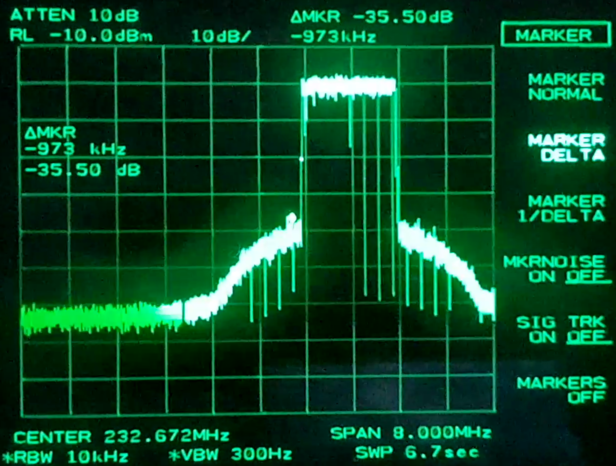 ATTEN 10dB
RL -10.0dBm
10dB/
ΔMKR -35.50dB
-973kHz
ΔMKR
-973 kHz
-35.50 dB
MARKER
MARKER
NORMAL
MARKER
DELTA
MARKER
1/DELTA
MKRNOISE
ON OFF
SIG TRK
ON OFF
MARKERS
OFF
CENTER 232.672MHz
SPAN 8.000MHz
*RBW 10kHz
*VBW 300Hz
SWP 6.7sec